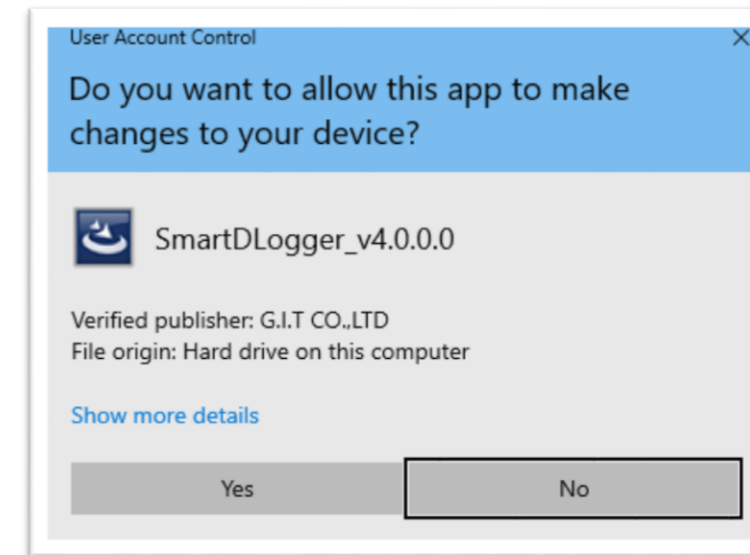 User Account Control
Do you want to allow this app to make
changes to your device?
SmartDLogger_v4.0.0.0
Verified publisher: G.I.T CO.,LTD
File origin: Hard drive on this computer
Show more details
Yes
No